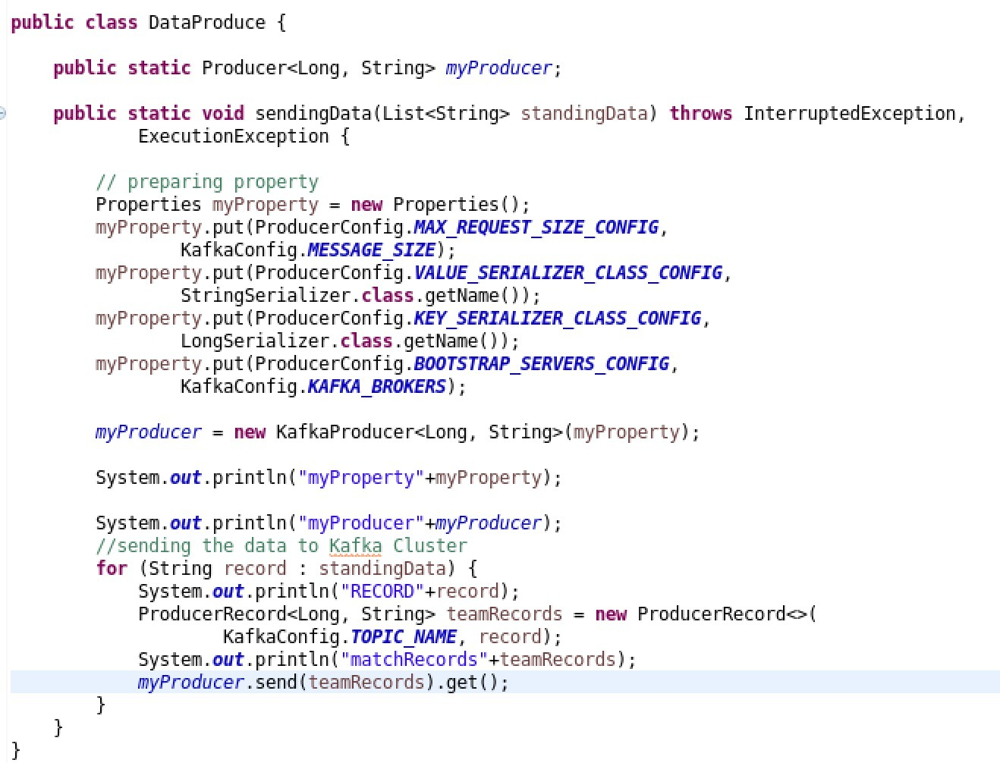 public class DataProduce {
public static Producer<Long, String> myProducer;
public static void sendingData(List<String> standingData) throws InterruptedException,
ExecutionException {
// preparing property
Properties myProperty = new Properties();
myProperty.put(ProducerConfig.MAX_REQUEST_SIZE_CONFIG,
KafkaConfig.MESSAGE_SIZE);
myProperty.put(ProducerConfig.VALUE_SERIALIZER_CLASS_CONFIG,
StringSerializer.class.getName());
myProperty.put(ProducerConfig.KEY_SERIALIZER_CLASS_CONFIG,
LongSerializer.class.getName());
myProperty.put(ProducerConfig.BOOTSTRAP_SERVERS_CONFIG,
KafkaConfig.KAFKA_BROKERS);
myProducer = new KafkaProducer<Long, String>(myProperty);
System.out.println("myProperty"+myProperty);
System.out.println("myProducer"+myProducer);
//sending the data to Kafka Cluster
for (String record : standingData) {
System.out.println("RECORD"+record);
ProducerRecord<Long, String> teamRecords = new ProducerRecord<>(
KafkaConfig.TOPIC_NAME, record);
System.out.println("matchRecords"+teamRecords);
myProducer.send(teamRecords).get();
}
}
}